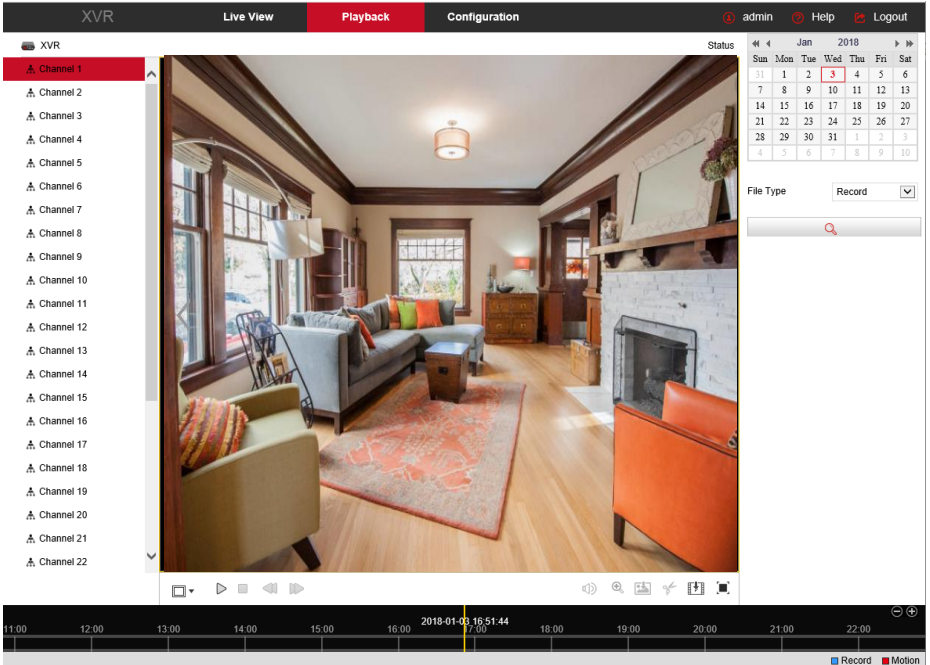 XVR Live View Playback Configuration admin Help Logout
XVR
Status
Channel 1
Channel 2
Channel 3
Channel 4
Channel 5
Channel 6
Channel 7
Channel 8
Channel 9
Channel 10
Channel 11
Channel 12
Channel 13
Channel 14
Channel 15
Channel 16
Channel 17
Channel 18
Channel 19
Channel 20
Channel 21
Channel 22
Jan 2018
Sun Mon Tue Wed Thu Fri Sat
31 1 2 3 4 5 6
7 8 9 10 11 12 13
14 15 16 17 18 19 20
21 22 23 24 25 26 27
28 29 30 31 1 2 3
4 5 6 7 8 9 10
File Type Record
2018-01-03 16:51:44
11:00 12:00 13:00 14:00 15:00 16:00 17:00 18:00 19:00 20:00 21:00 22:00
Record Motion